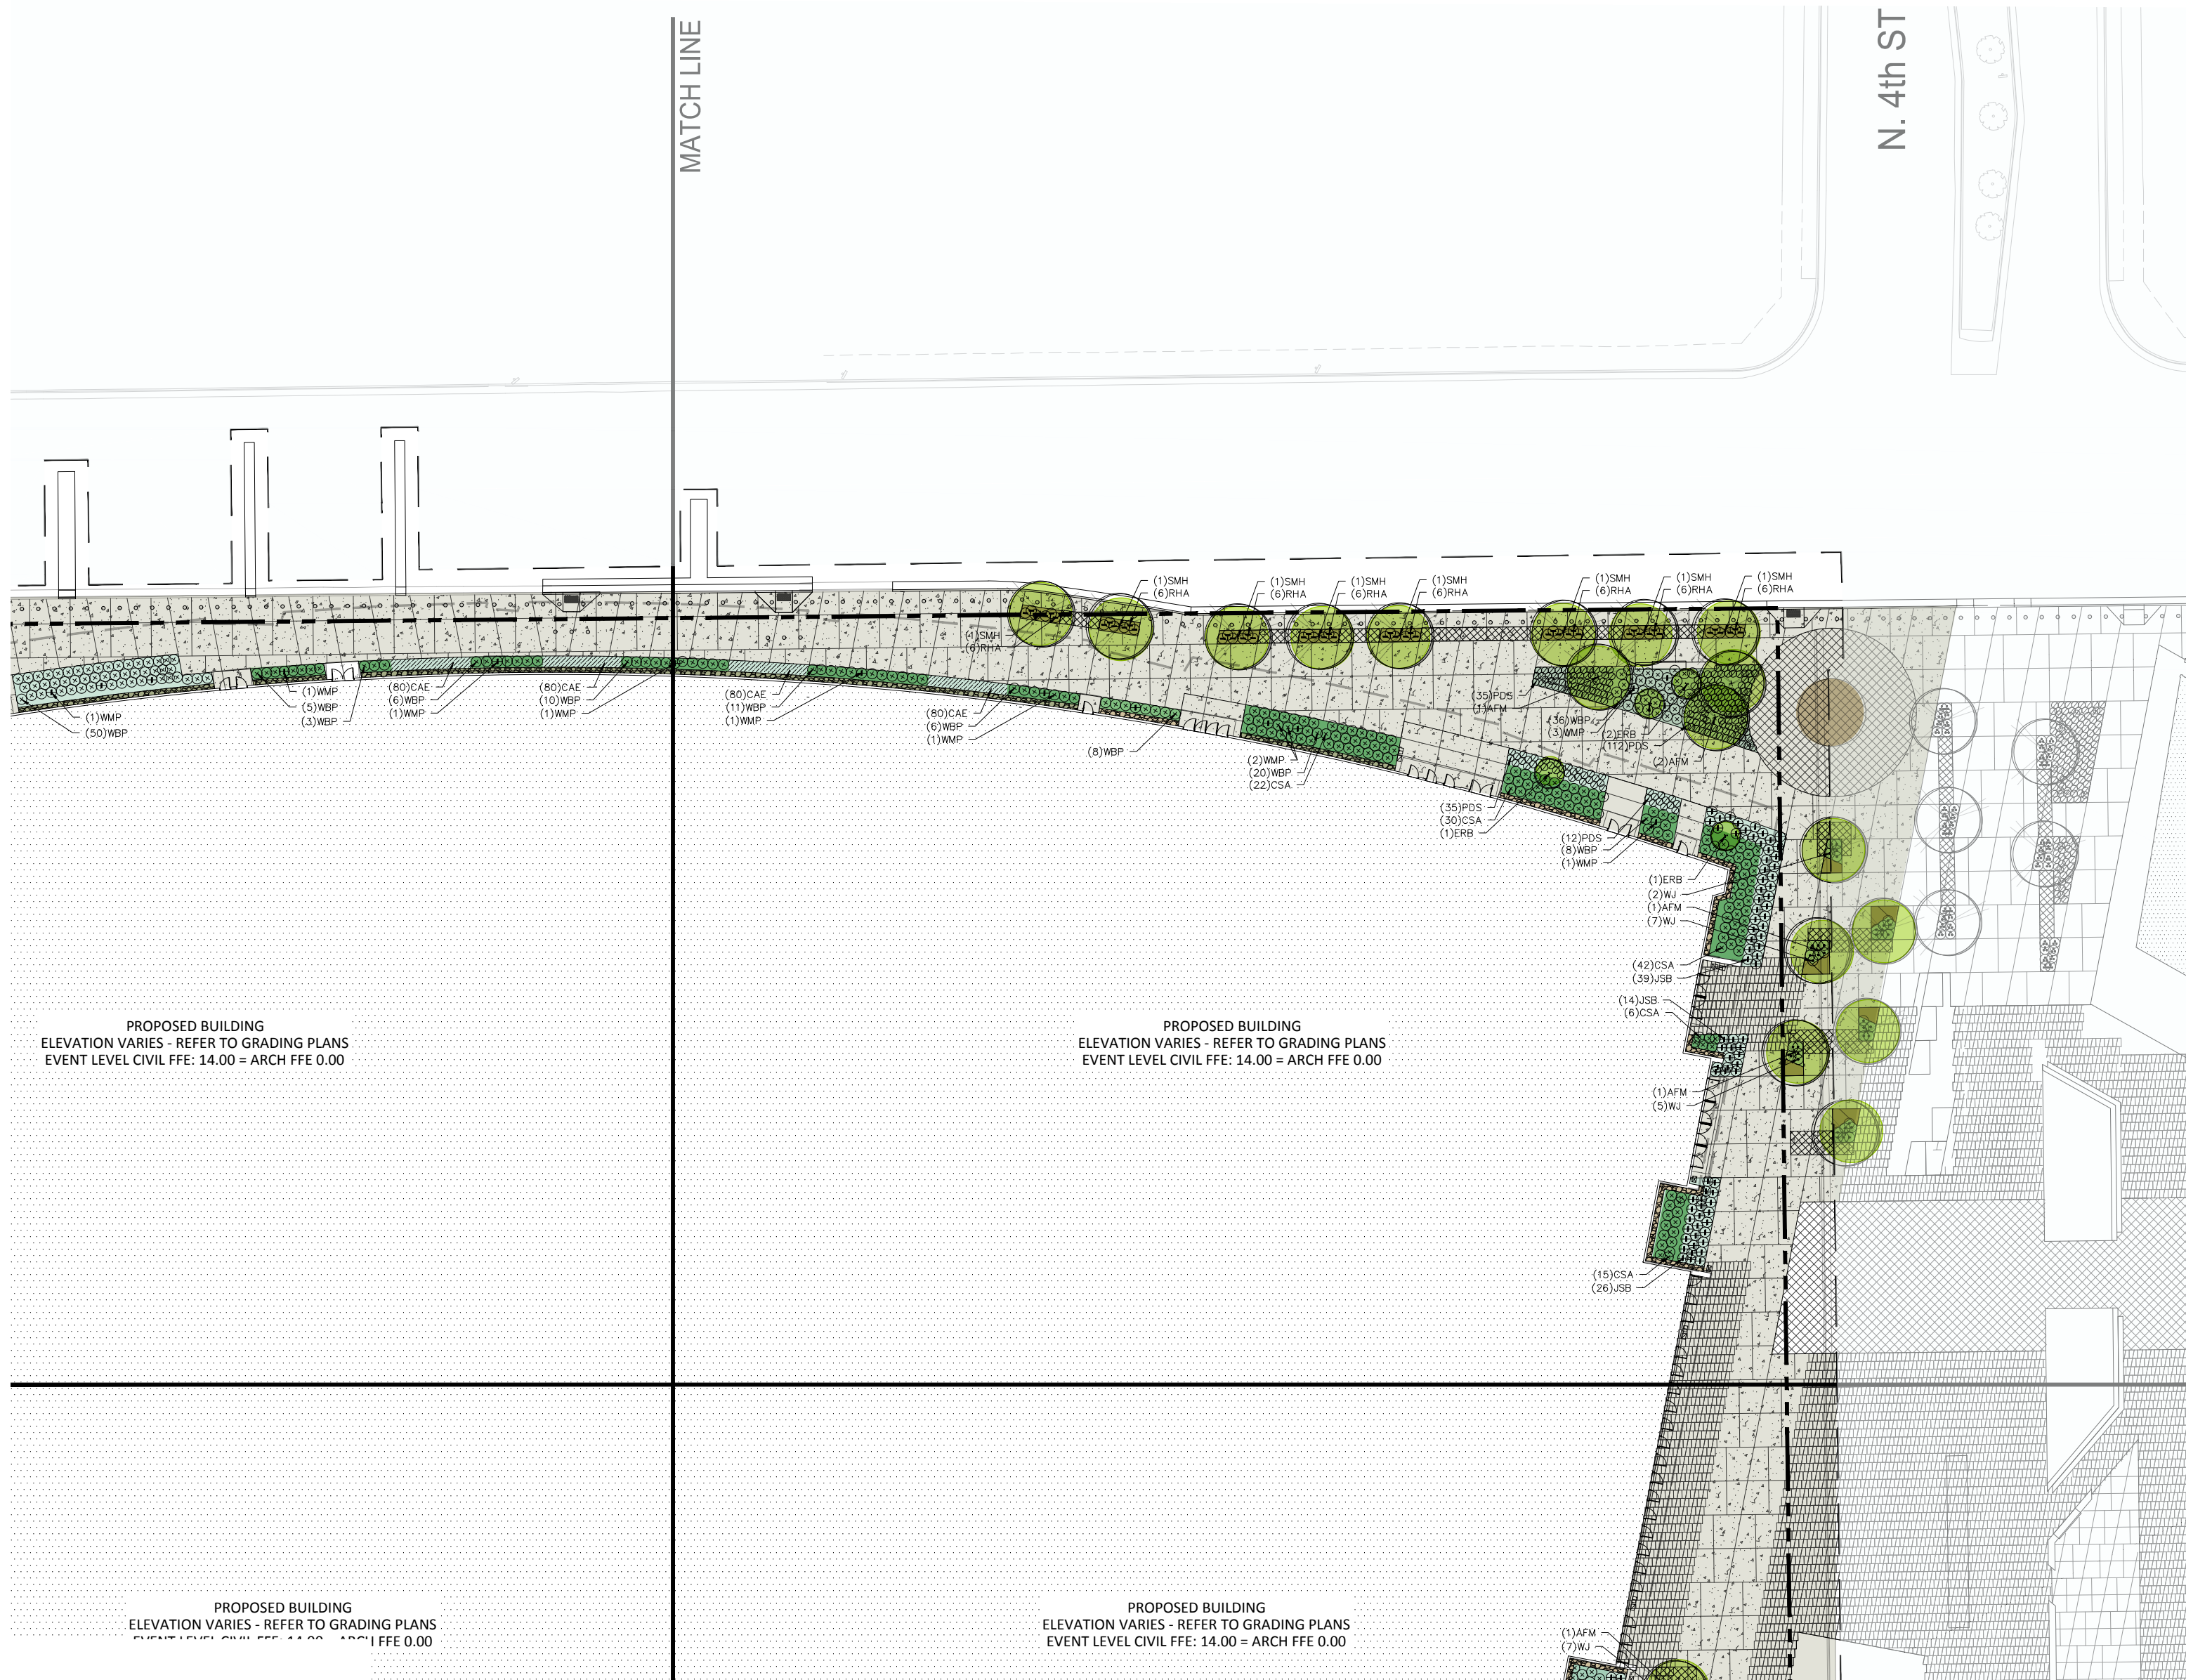 MATCH LINE
N. 4th ST
(1)SMH
(6)RHA
(1)SMH
(6)RHA
(1)SMH
(6)RHA
(1)SMH
(6)RHA
(1)SMH
(6)RHA
(1)SMH
(6)RHA
(1)SMH
(6)RHA
(1)SMH
(6)RHA
(1)WMP
(50)WBP
(1)WMP
(5)WBP
(3)WBP
(80)CAE
(6)WBP
(1)WMP
(80)CAE
(10)WBP
(1)WMP
(80)CAE
(11)WBP
(1)WMP
(80)CAE
(6)WBP
(1)WMP
(8)WBP
(2)WMP
(20)WBP
(22)CSA
(35)PDS
(1)AFM
(36)WBP
(3)WMP
(2)ERB
(112)PDS
(2)AFM
(35)PDS
(30)CSA
(1)ERB
(12)PDS
(8)WBP
(1)WMP
(1)ERB
(2)WJ
(1)AFM
(7)WJ
(42)CSA
(39)JSB
(14)JSB
(6)CSA
(1)AFM
(5)WJ
(15)CSA
(26)JSB
PROPOSED BUILDING
ELEVATION VARIES - REFER TO GRADING PLANS
EVENT LEVEL CIVIL FFE: 14.00 = ARCH FFE 0.00
PROPOSED BUILDING
ELEVATION VARIES - REFER TO GRADING PLANS
EVENT LEVEL CIVIL FFE: 14.00 = ARCH FFE 0.00
PROPOSED BUILDING
ELEVATION VARIES - REFER TO GRADING PLANS
EVENT LEVEL CIVIL FFE: 14.00 = ARCH FFE 0.00
PROPOSED BUILDING
ELEVATION VARIES - REFER TO GRADING PLANS
EVENT LEVEL CIVIL FFE: 14.00 = ARCH FFE 0.00
(1)AFM
(7)WJ